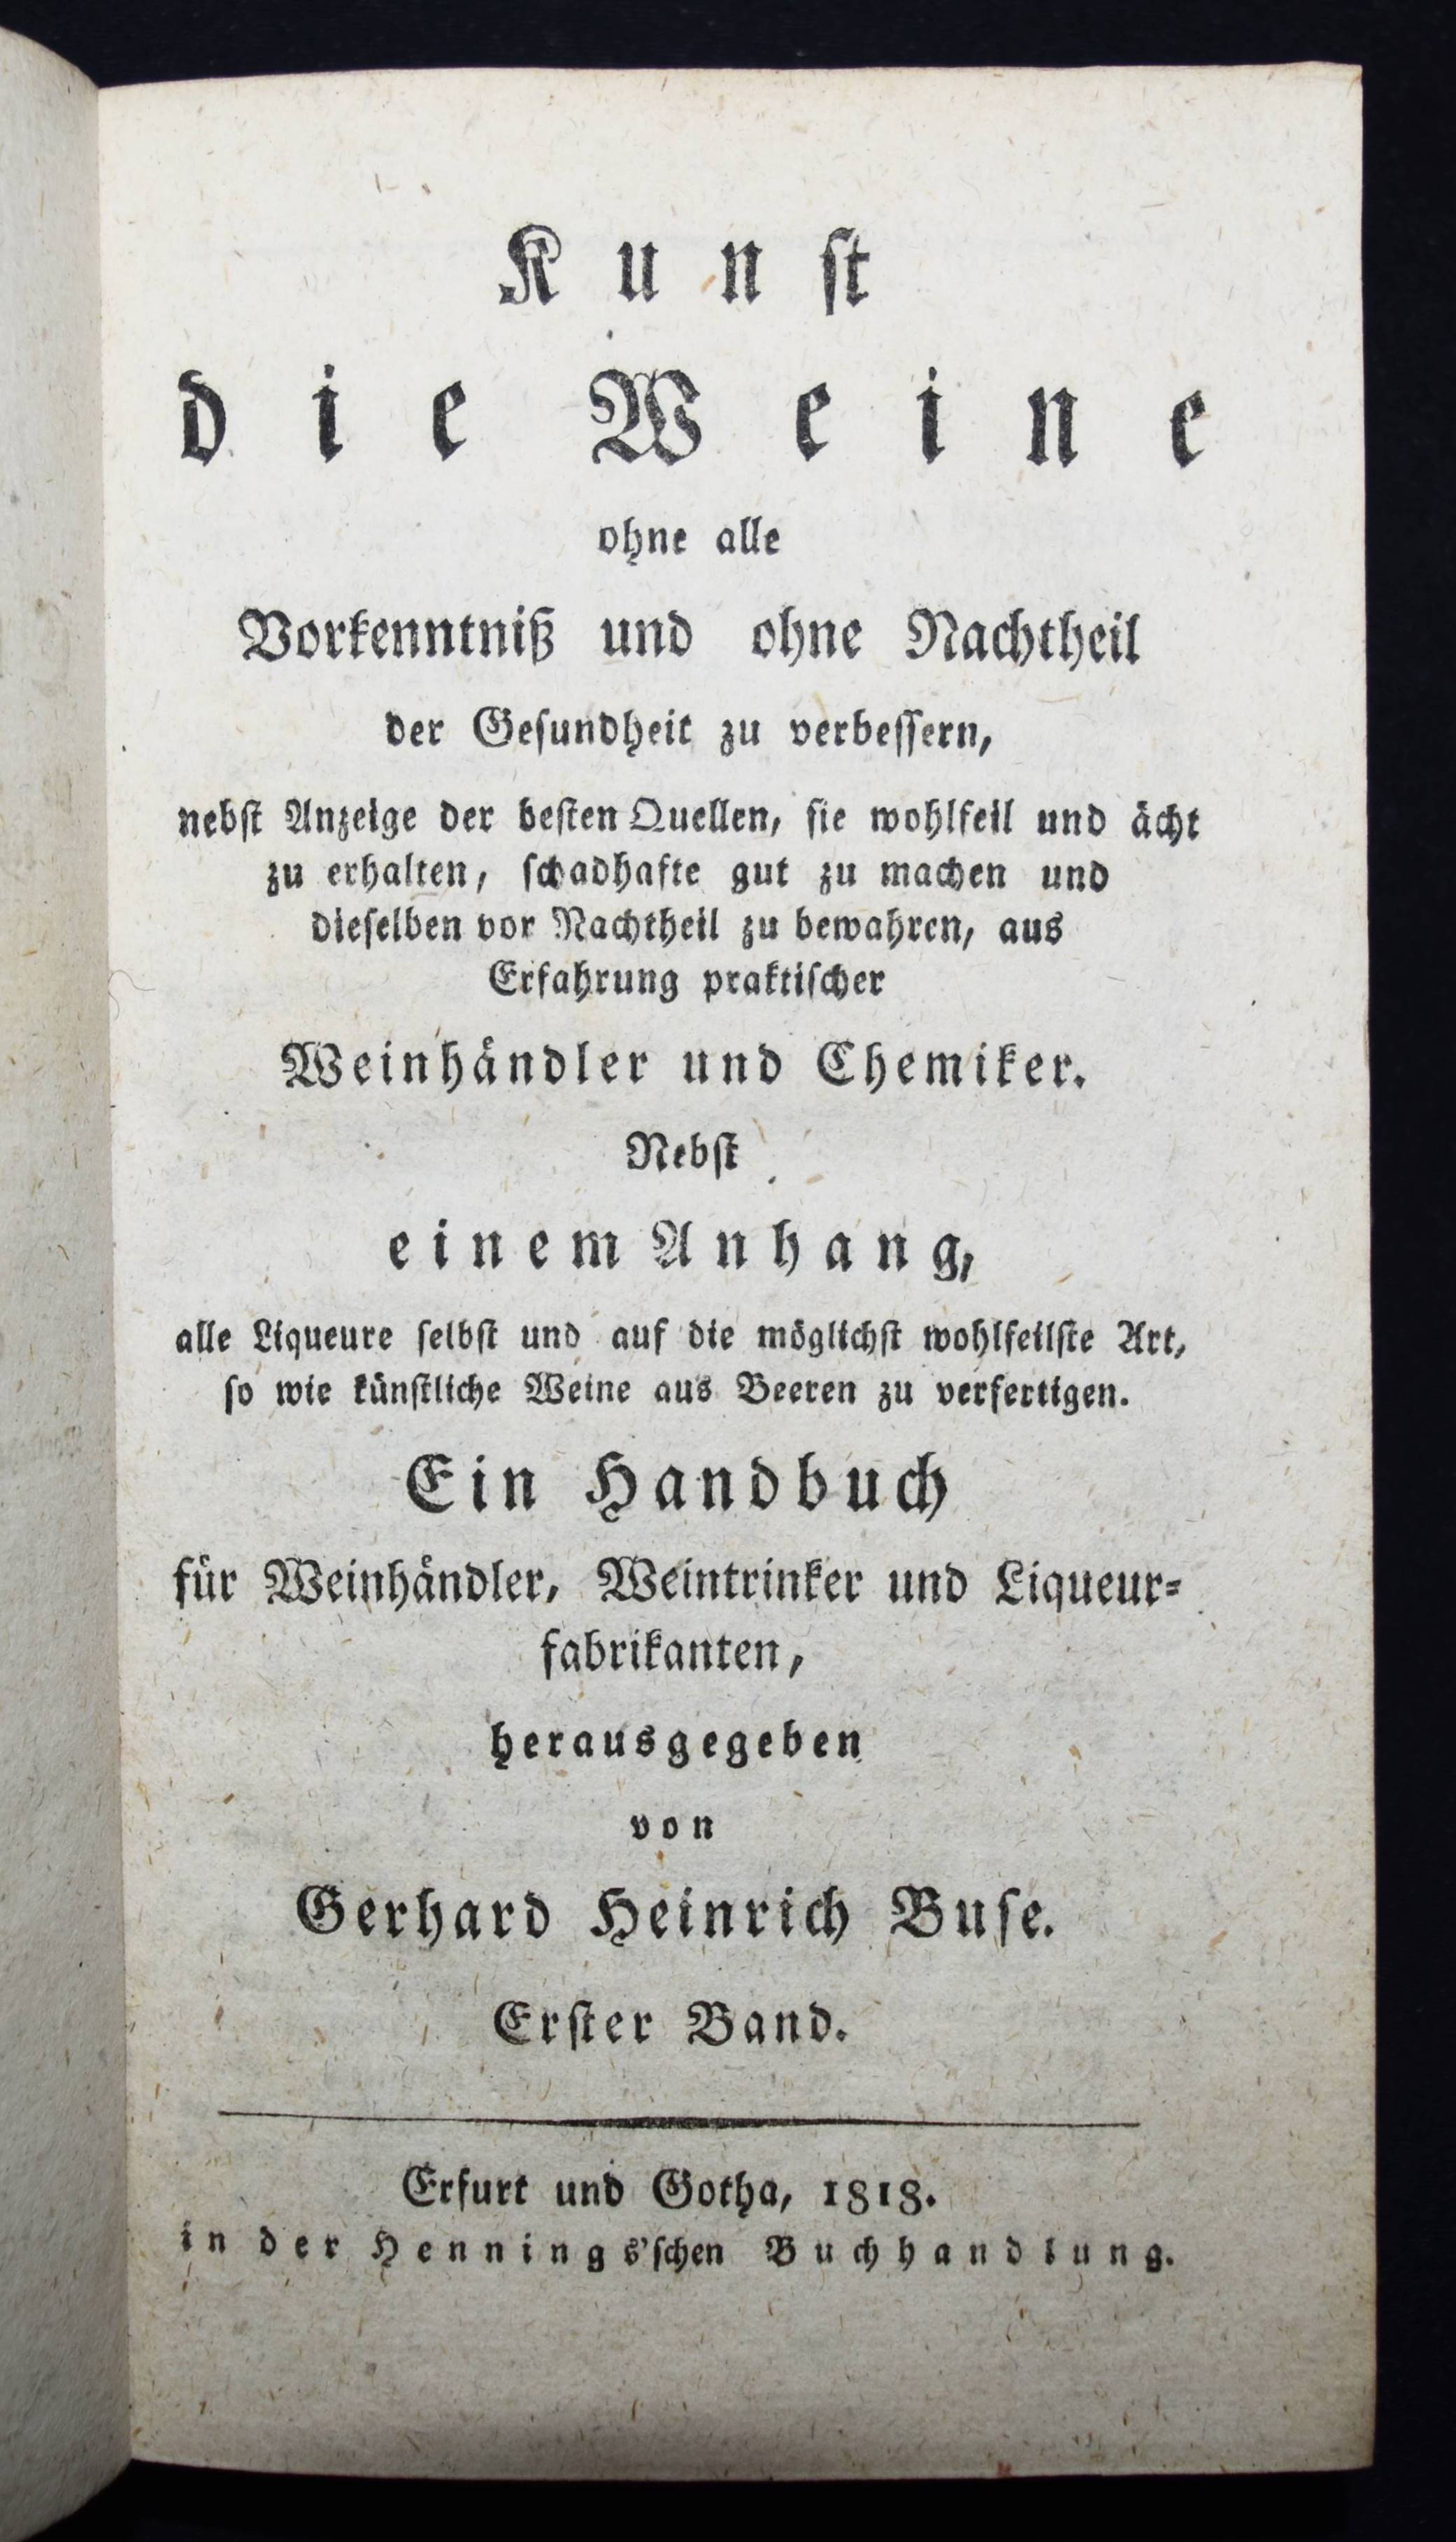 Kunst
die Weine
ohne alle
Vorkenntniß und ohne Nachtheil
der Gesundheit zu verbessern,
nebst Anzeige der besten Quellen, sie wohlfeil und ächt
zu erhalten, schadhafte gut zu machen und
dieselben vor Nachtheil zu bewahren, aus
Erfahrung praktischer
Weinhändler und Chemiker.
Nebst
einem Anhang,
alle Liqueure selbst und auf die möglichst wohlfeilste Art,
so wie künstliche Weine aus Beeren zu verfertigen.
Ein Handbuch
für Weinhändler, Weintrinker und Liqueur-
fabrikanten,
herausgegeben
von
Gerhard Heinrich Buse.
Erster Band.
Erfurt und Gotha, 1818.
in der Hennings'schen Buchhandlung.